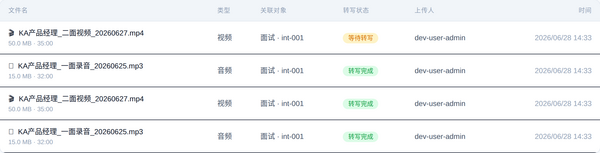 文件名 类型 关联对象 转写状态 上传人 时间
KA产品经理_二面视频_20260627.mp4 视频 面试 · int-001 等待转写 dev-user-admin 2026/06/28 14:33
50.0 MB · 35:00
KA产品经理_一面录音_20260625.mp3 音频 面试 · int-001 转写完成 dev-user-admin 2026/06/28 14:33
15.0 MB · 32:00
KA产品经理_二面视频_20260627.mp4 视频 面试 · int-001 转写完成 dev-user-admin 2026/06/28 14:33
50.0 MB · 35:00
KA产品经理_一面录音_20260625.mp3 音频 面试 · int-001 转写完成 dev-user-admin 2026/06/28 14:33
15.0 MB · 32:00